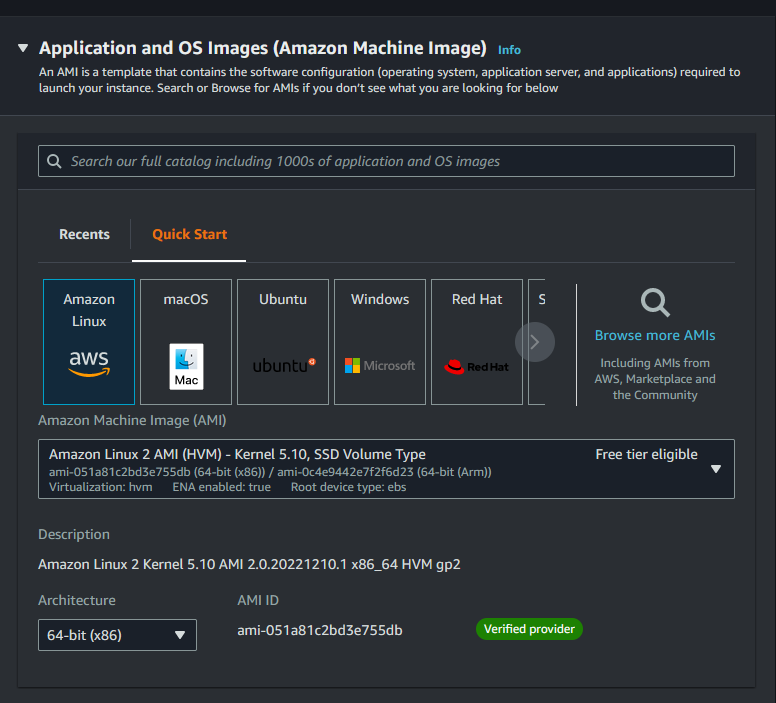 Application and OS Images (Amazon Machine Image) Info
An AMI is a template that contains the software configuration (operating system, application server, and applications) required to
launch your instance. Search or Browse for AMIs if you don’t see what you are looking for below
Search our full catalog including 1000s of application and OS images
Recents
Quick Start
Amazon
Linux
aws
macOS
Mac
Ubuntu
ubuntu
Windows
Microsoft
Red Hat
Red Hat
S
Browse more AMIs
Including AMIs from
AWS, Marketplace and
the Community
Amazon Machine Image (AMI)
Amazon Linux 2 AMI (HVM) - Kernel 5.10, SSD Volume Type
Free tier eligible
ami-051a81c2bd3e755db (64-bit (x86)) / ami-0c4e9442e7f2f6d23 (64-bit (Arm))
Virtualization: hvm ENA enabled: true Root device type: ebs
Description
Amazon Linux 2 Kernel 5.10 AMI 2.0.20221210.1 x86_64 HVM gp2
Architecture
AMI ID
64-bit (x86)
ami-051a81c2bd3e755db
Verified provider